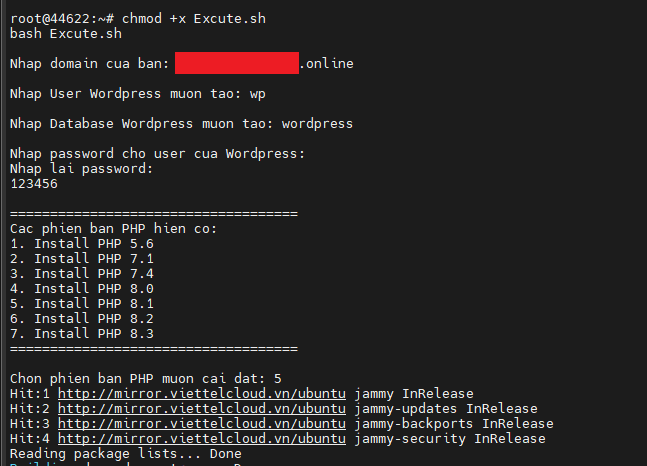 root@44622:~# chmod +x Excute.sh
bash Excute.sh
Nhap domain cua ban: .online
Nhap User Wordpress muon tao: wp
Nhap Database Wordpress muon tao: wordpress
Nhap password cho user cua Wordpress:
Nhap lai password:
123456
====================================
Cac phien ban PHP hien co:
1. Install PHP 5.6
2. Install PHP 7.1
3. Install PHP 7.4
4. Install PHP 8.0
5. Install PHP 8.1
6. Install PHP 8.2
7. Install PHP 8.3
====================================
Chon phien ban PHP muon cai dat: 5
Hit:1 http://mirror.viettelcloud.vn/ubuntu jammy InRelease
Hit:2 http://mirror.viettelcloud.vn/ubuntu jammy-updates InRelease
Hit:3 http://mirror.viettelcloud.vn/ubuntu jammy-backports InRelease
Hit:4 http://mirror.viettelcloud.vn/ubuntu jammy-security InRelease
Reading package lists... Done